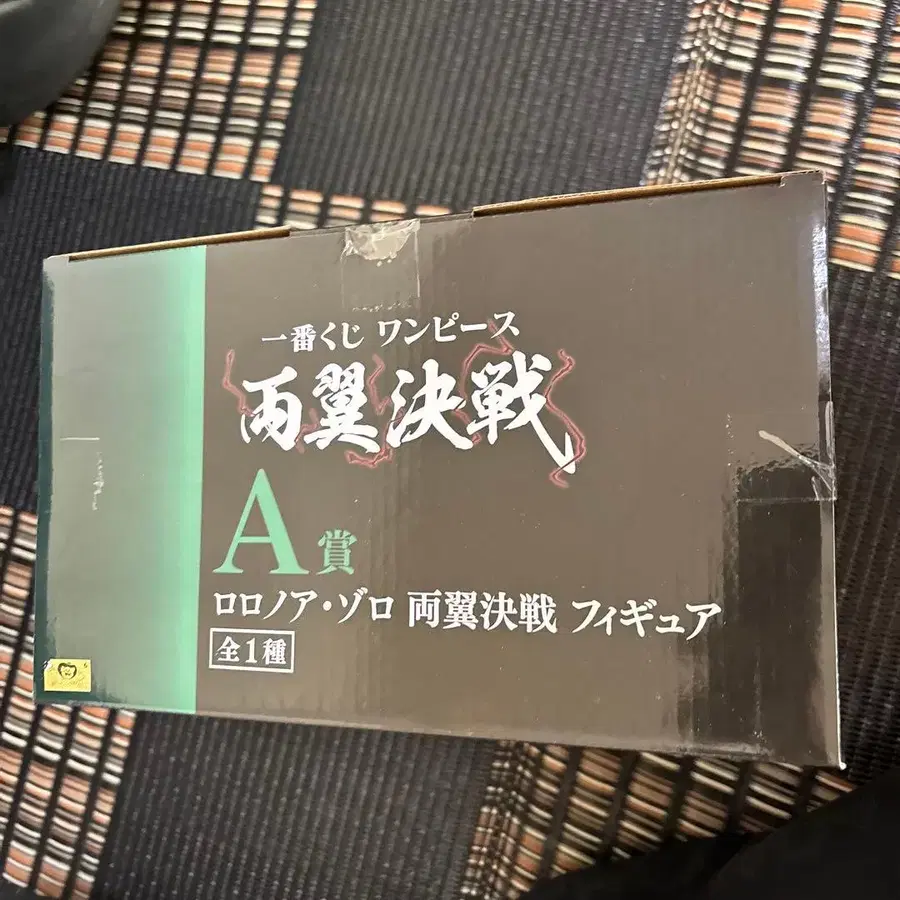 一番くじ ワンピース
両翼決戦
A賞
ロロノア・ゾロ 両翼決戦 フィギュア
全1種